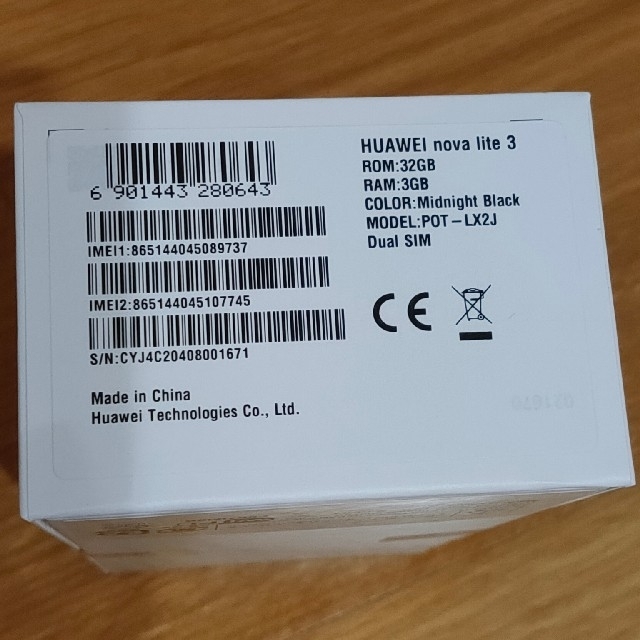 6 901443 280643
IMEI1:865144045089737
IMEI2:865144045107745
S/N:CYJ4C20408001671
Made in China
Huawei Technologies Co., Ltd.
HUAWEI nova lite 3
ROM:32GB
RAM:3GB
COLOR:Midnight Black
MODEL:POT-LX2J
Dual SIM
CE